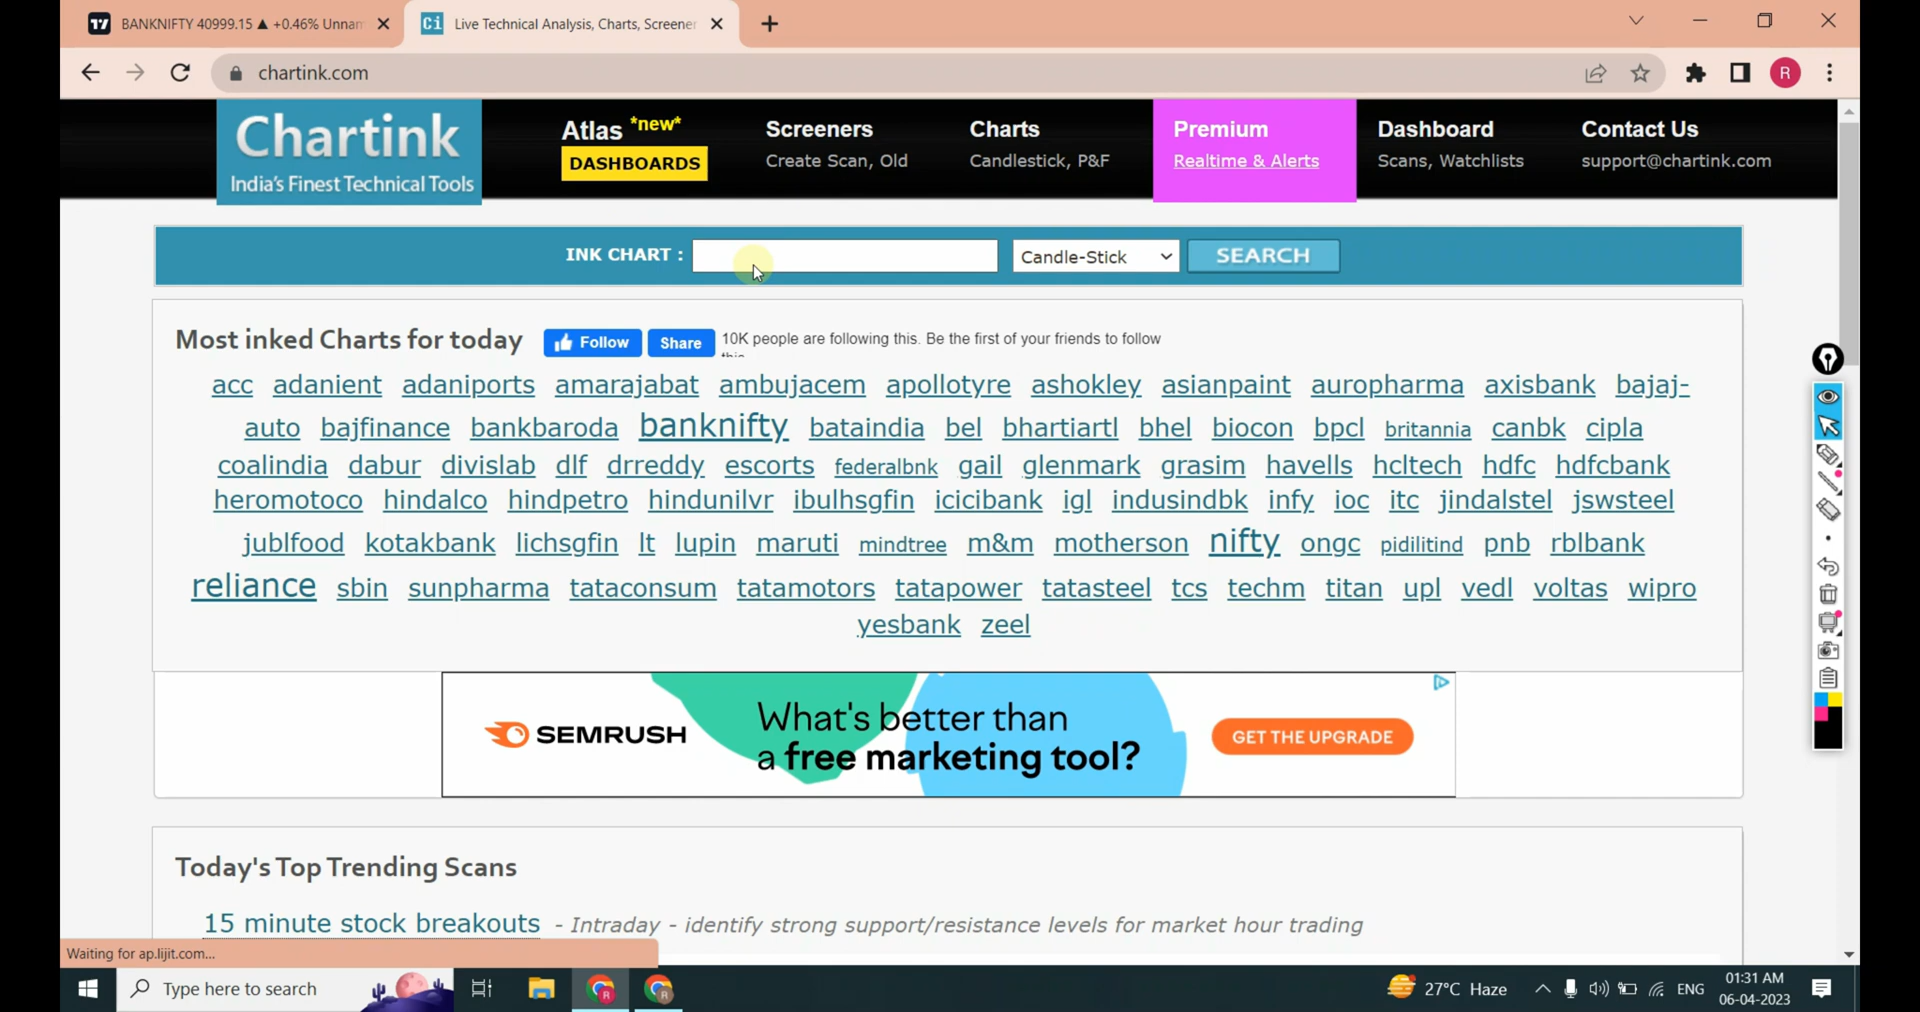 BANKNIFTY 40999.15 ▲ +0.46% Unnam
Ci Live Technical Analysis, Charts, Screener
chartink.com
R
Chartink
India's Finest Technical Tools
Atlas *new*
DASHBOARDS
Screeners
Create Scan, Old
Charts
Candlestick, P&F
Premium
Realtime & Alerts
Dashboard
Scans, Watchlists
Contact Us
support@chartink.com
INK CHART :
Candle-Stick
SEARCH
Most inked Charts for today
Follow Share 10K people are following this. Be the first of your friends to follow
acc adanient adaniports amarajabat ambujacem apollotyre ashokley asianpaint auropharma axisbank bajaj-
auto bajfinance bankbaroda banknifty bataindia bel bhartiartl bhel biocon bpcl britannia canbk cipla
coalindia dabur divislab dlf drreddy escorts federalbnk gail glenmark grasim havells hcltech hdfc hdfcbank
heromotoco hindalco hindpetro hindunilvr ibulhsgfin icicibank igl indusindbk infy ioc itc jindalstel jswsteel
jublfood kotakbank lichsgfin lt lupin maruti mindtree m&m motherson nifty ongc pidilitind pnb rblbank
reliance sbin sunpharma tataconsum tatamotors tatapower tatasteel tcs techm titan upl vedl voltas wipro
yesbank zeel
SEMRUSH
What's better than
a free marketing tool?
GET THE UPGRADE
Today's Top Trending Scans
15 minute stock breakouts - Intraday - identify strong support/resistance levels for market hour trading
Waiting for ap.lijit.com...
Type here to search
27°C Haze
ENG
01:31 AM
06-04-2023